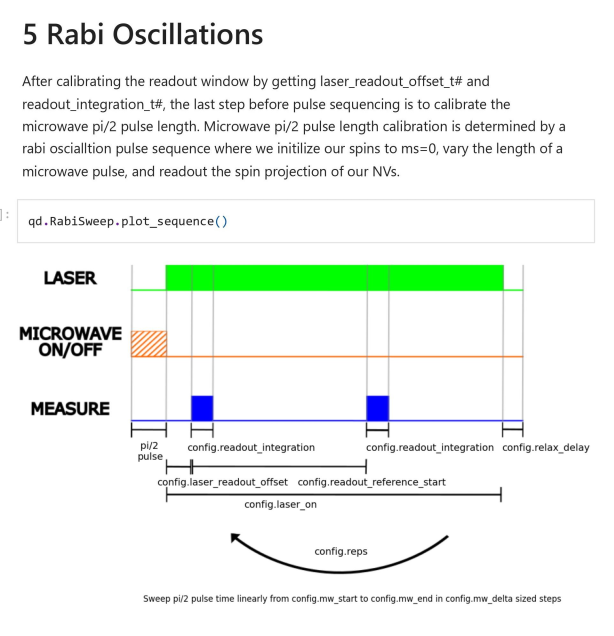 5 Rabi Oscillations
After calibrating the readout window by getting laser_readout_offset_t# and
readout_integration_t#, the last step before pulse sequencing is to calibrate the
microwave pi/2 pulse length. Microwave pi/2 pulse length calibration is determined by a
rabi oscialltion pulse sequence where we initilize our spins to ms=0, vary the length of a
microwave pulse, and readout the spin projection of our NVs.
]:
qd.RabiSweep.plot_sequence()
LASER
MICROWAVE
ON/OFF
MEASURE
pi/2
pulse
config.readout_integration
config.readout_integration
config.relax_delay
config.laser_readout_offset
config.readout_reference_start
config.laser_on
config.reps
Sweep pi/2 pulse time linearly from config.mw_start to config.mw_end in config.mw_delta sized steps